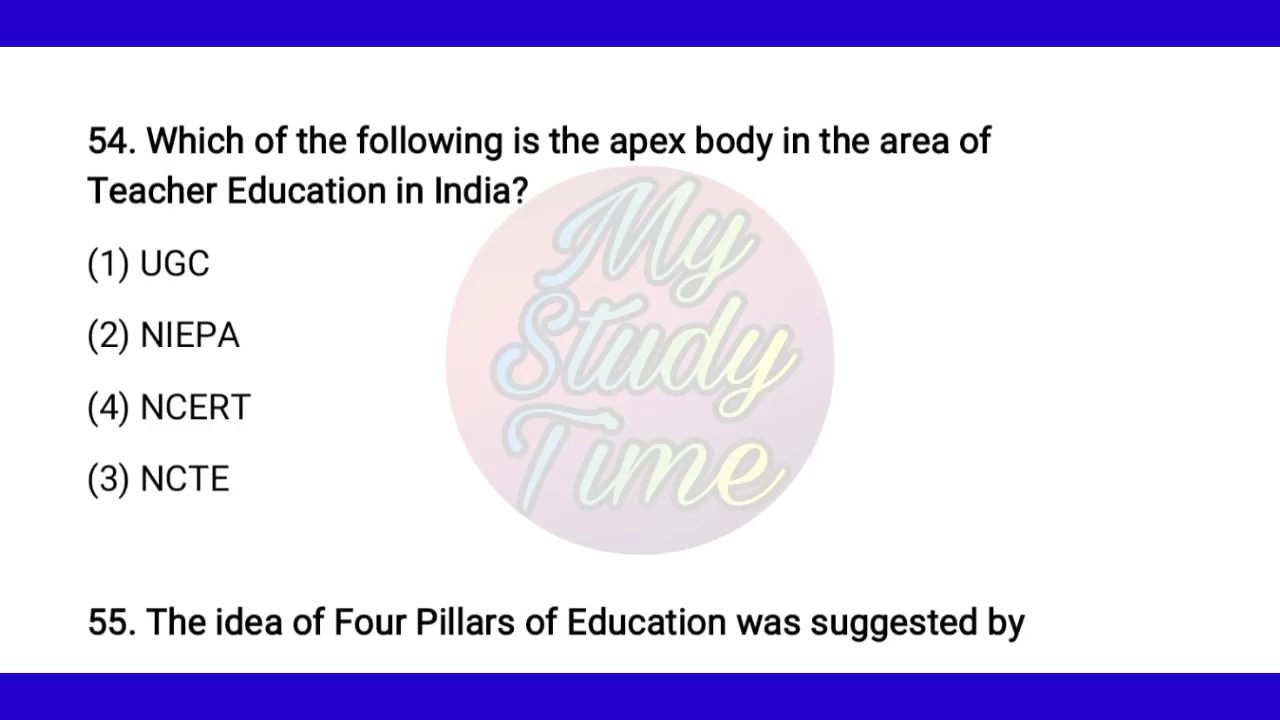 54. Which of the following is the apex body in the area of
Teacher Education in India?
(1) UGC
(2) NIEPA
(4) NCERT
(3) NCTE
My
Study
Time
55. The idea of Four Pillars of Education was suggested by